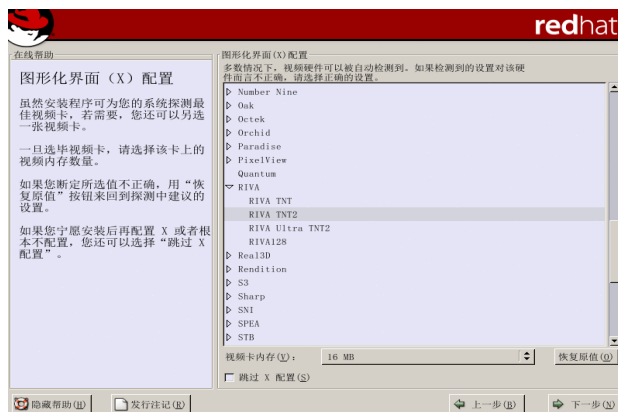 redhat
在线帮助
图形化界面（X）配置
虽然安装程序可为您的系统探测最
佳视频卡，若需要，您还可以另选
一张视频卡。
一旦选毕视频卡，请选择该卡上的
视频内存数量。
如果您断定所选值不正确，用“恢
复原值”按钮来回到探测中建议的
设置。
如果您宁愿安装后再配置 X 或者根
本不配置，您还可以选择“跳过 X
配置”。
图形化界面(X)配置
多数情况下，视频硬件可以被自动检测到。如果检测到的设置对该硬
件而言不正确，请选择正确的设置。
Number Nine
Oak
Octek
Orchid
Paradise
PixelView
Quantum
RIVA
RIVA TNT
RIVA TNT2
RIVA Ultra TNT2
RIVA128
Real3D
Rendition
S3
Sharp
SNI
SPEA
STB
视频卡内存(V)： 16 MB 恢复原值(O)
跳过 X 配置(S)
隐藏帮助(H) 发行注记(R) 上一步(B) 下一步(N)